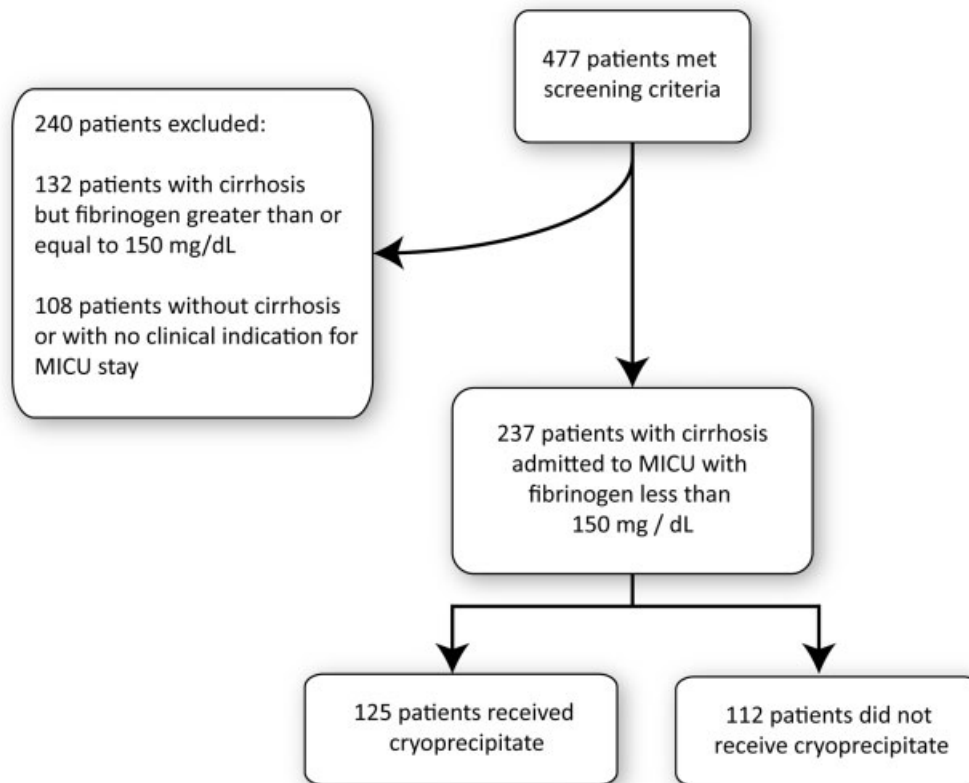 477 patients met
screening criteria
240 patients excluded:
132 patients with cirrhosis
but fibrinogen greater than or
equal to 150 mg/dL
108 patients without cirrhosis
or with no clinical indication for
MICU stay
237 patients with cirrhosis
admitted to MICU with
fibrinogen less than
150 mg / dL
125 patients received
cryoprecipitate
112 patients did not
receive cryoprecipitate